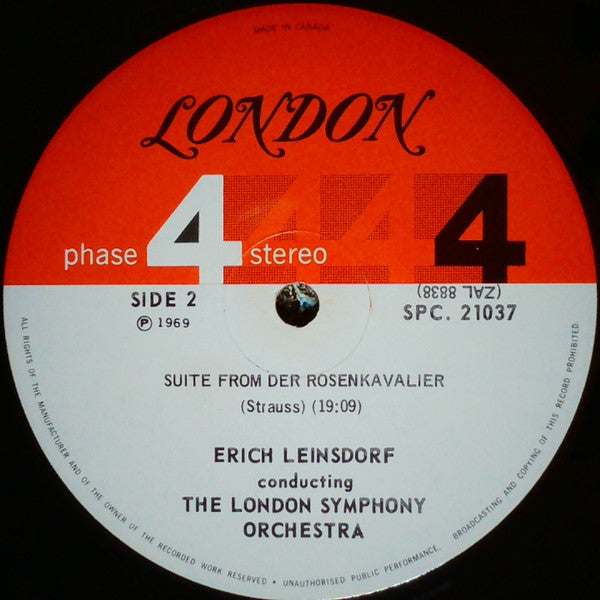 MADE IN CANADA
LONDON
phase 4 stereo 4 4 4
(ZAL 8838)
SIDE 2
SPC. 21037
Ⓟ 1969
SUITE FROM DER ROSENKAVALIER
(Strauss) (19:09)
ERICH LEINSDORF
conducting
THE LONDON SYMPHONY
ORCHESTRA
ALL RIGHTS OF THE MANUFACTURER AND OF THE OWNER OF THE RECORDED WORK RESERVED • UNAUTHORISED PUBLIC PERFORMANCE, BROADCASTING AND COPYING OF THIS RECORD PROHIBITED.